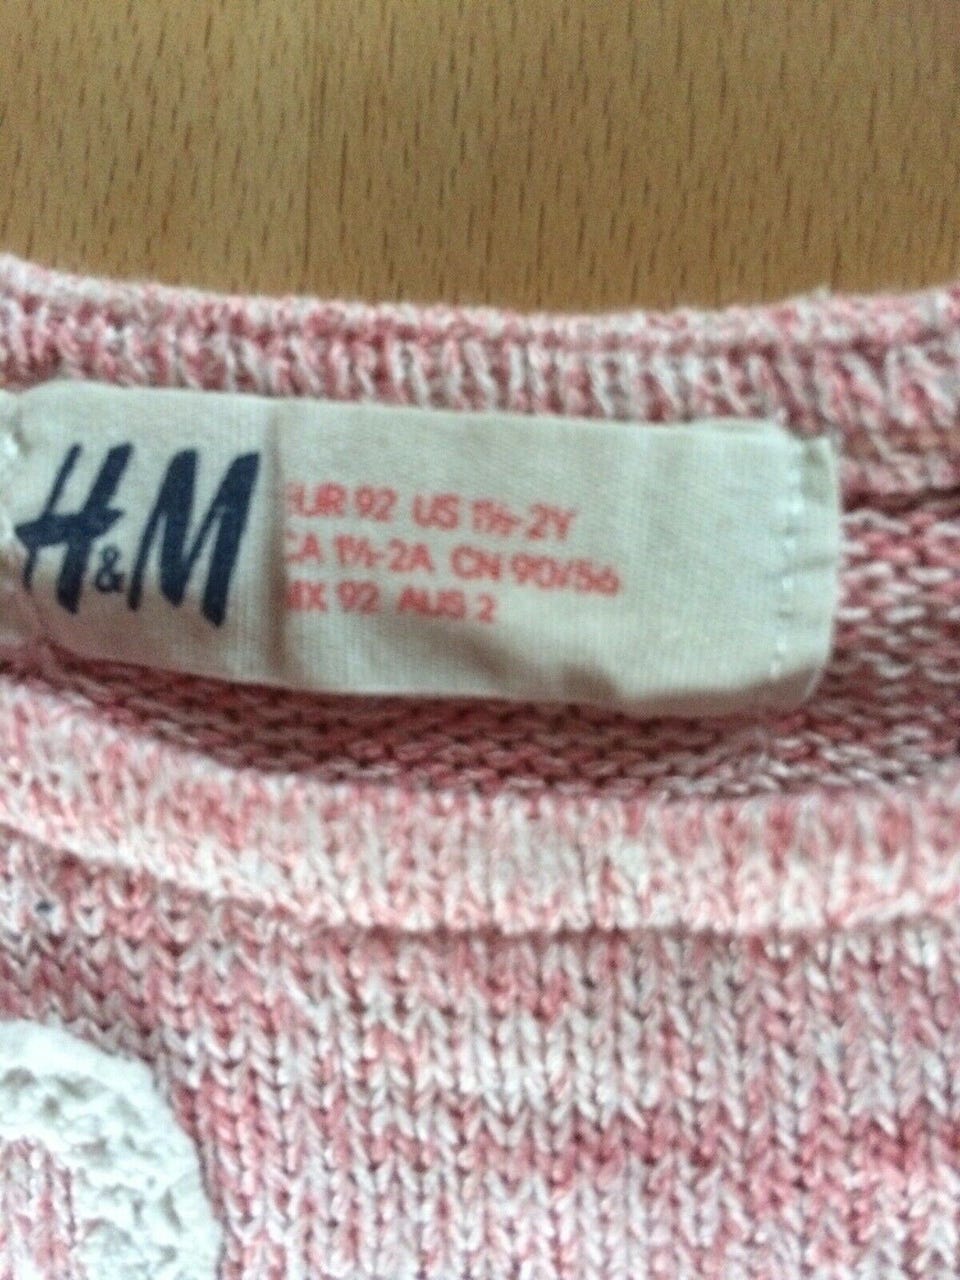 H&M
EUR 92 US 1½-2Y
CA 1½-2A CN 90/56
MX 92 AUS 2